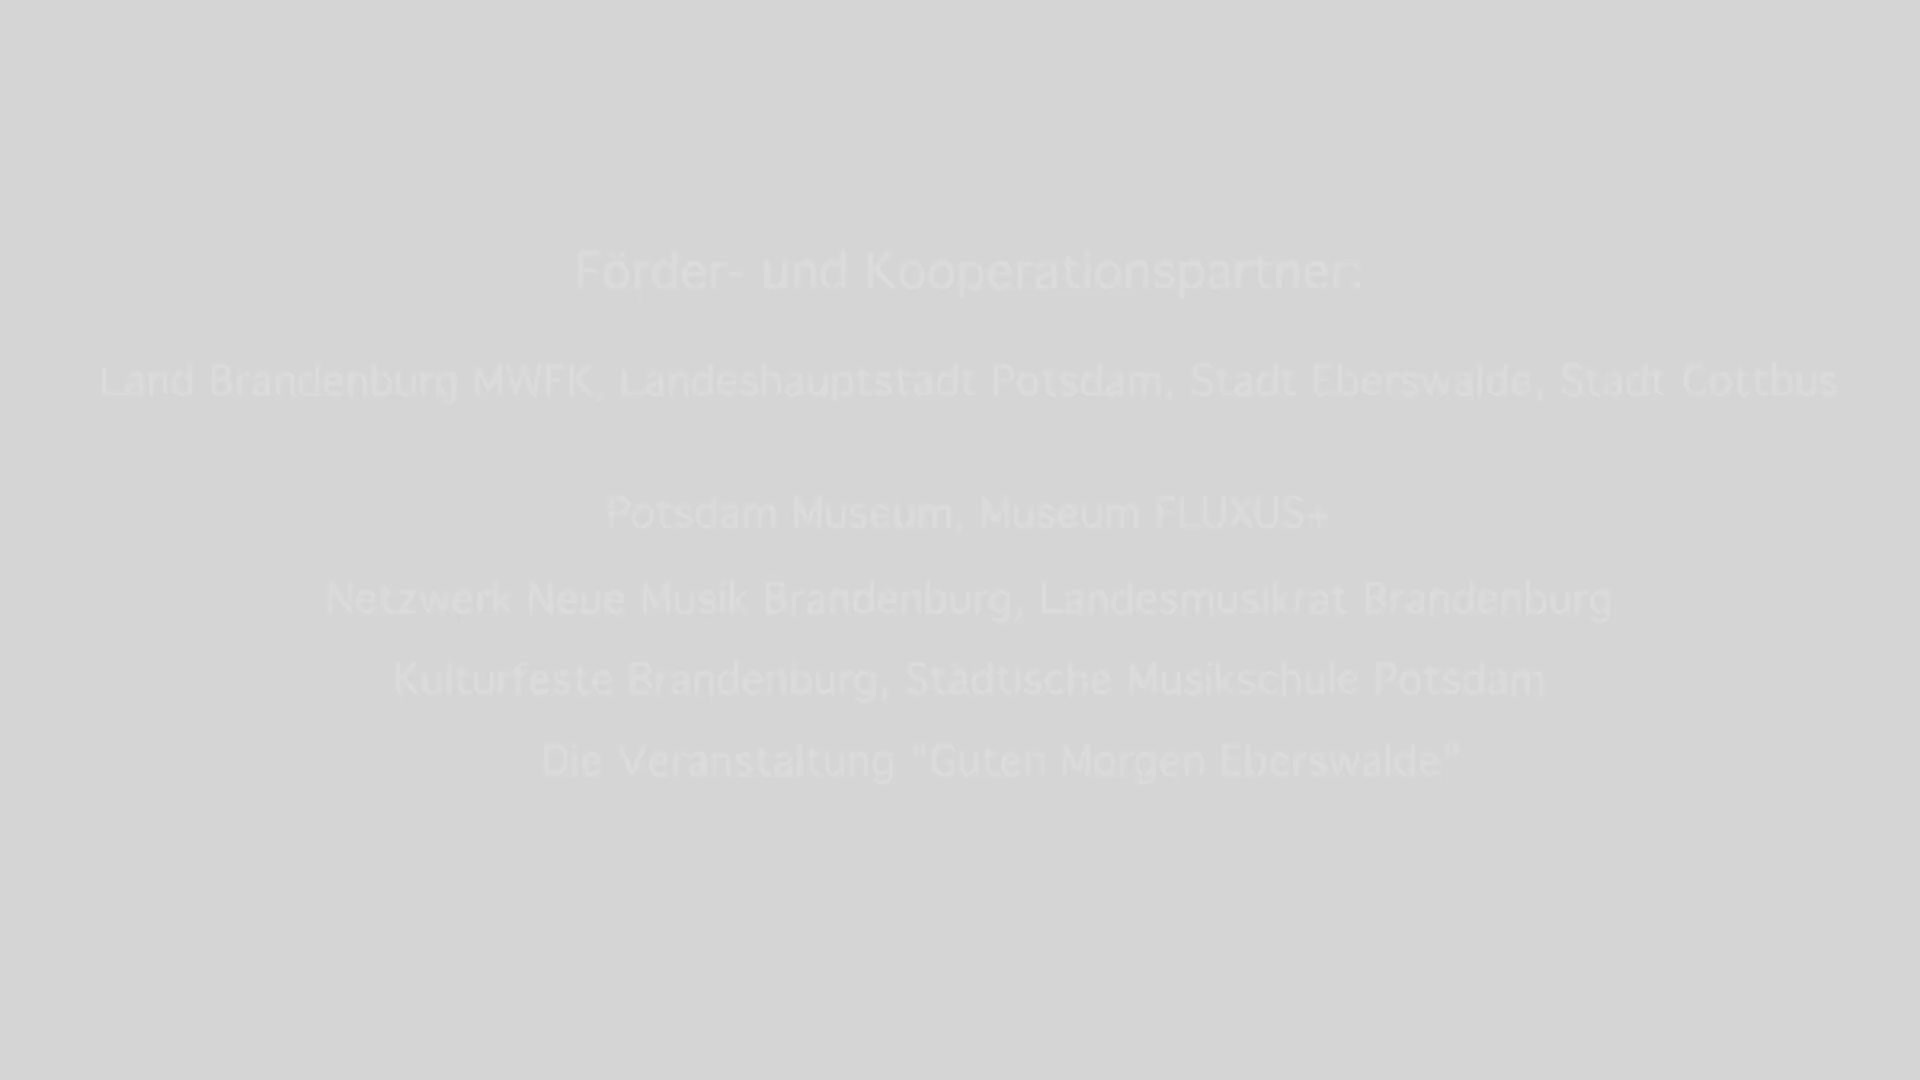 Förder- und Kooperationspartner:
Land Brandenburg MWFK, Landeshauptstadt Potsdam, Stadt Eberswalde, Stadt Cottbus
Potsdam Museum, Museum FLUXUS+
Netzwerk Neue Musik Brandenburg, Landesmusikrat Brandenburg
Kulturfeste Brandenburg, Städtische Musikschule Potsdam
Die Veranstaltung "Guten Morgen Eberswalde"